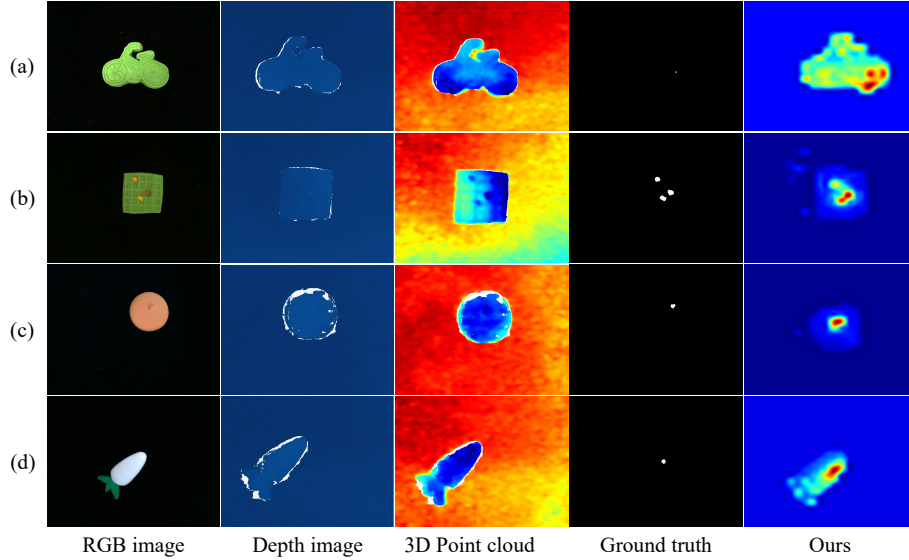 (a)
(b)
(c)
(d)
RGB image Depth image 3D Point cloud Ground truth Ours